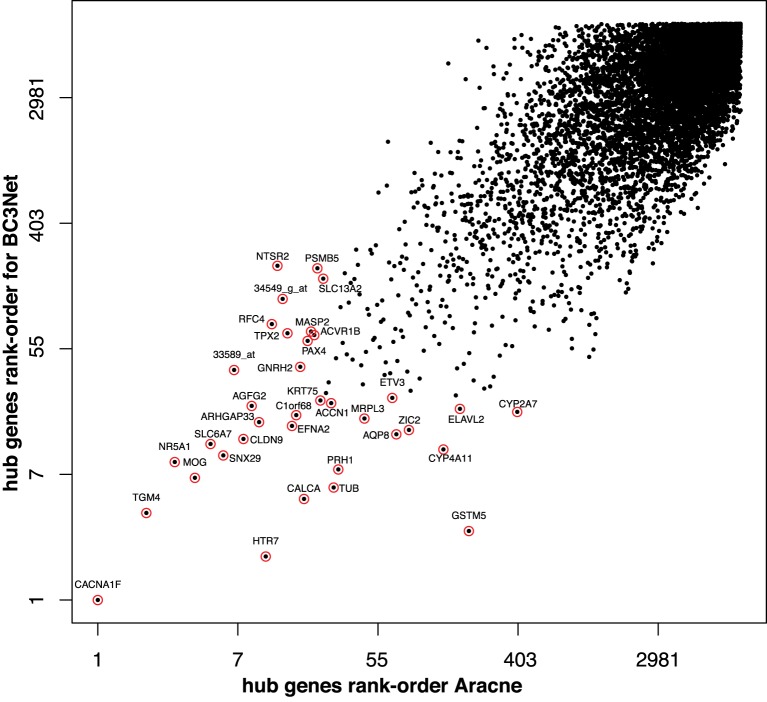 hub genes rank-order for BC3Net
2981
403
55
7
1
NTSR2
PSMB5
SLC13A2
34549_g_at
RFC4
MASP2
ACVR1B
TPX2
PAX4
33589_at
GNRH2
ETV3
KRT75
AGFG2
C1orf68
ACCN1
MRPL3
CYP2A7
ARHGAP33
ELAVL2
ZIC2
EFNA2
SLC6A7
CLDN9
AQP8
NR5A1
MOG
SNX29
CYP4A11
PRH1
CALCA
TUB
TGM4
GSTM5
HTR7
CACNA1F
1
7
55
403
2981
hub genes rank-order Aracne